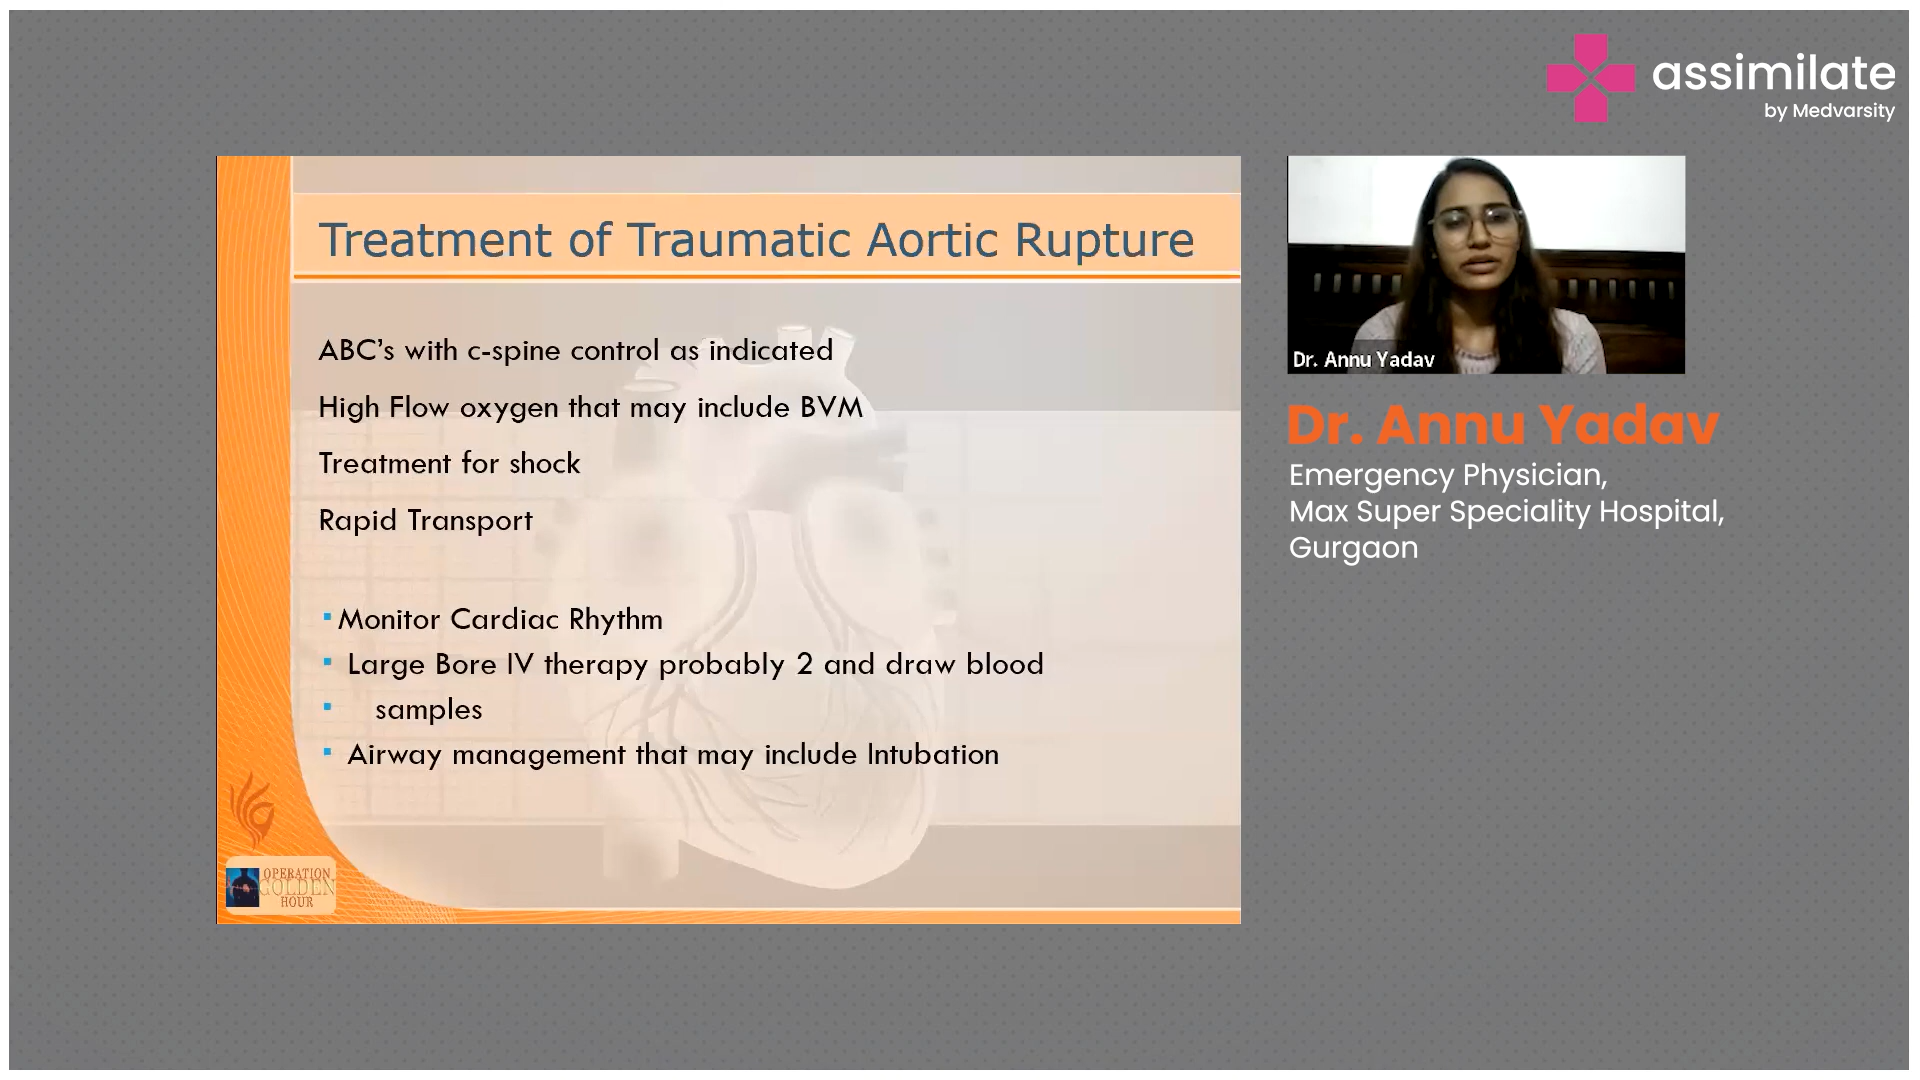 assimilate
by Medvarsity
Treatment of Traumatic Aortic Rupture
ABC’s with c-spine control as indicated
High Flow oxygen that may include BVM
Treatment for shock
Rapid Transport
▪ Monitor Cardiac Rhythm
▪ Large Bore IV therapy probably 2 and draw blood
▪ samples
▪ Airway management that may include Intubation
OPERATION
GOLDEN
HOUR
Dr. Annu Yadav
Dr. Annu Yadav
Emergency Physician,
Max Super Speciality Hospital,
Gurgaon